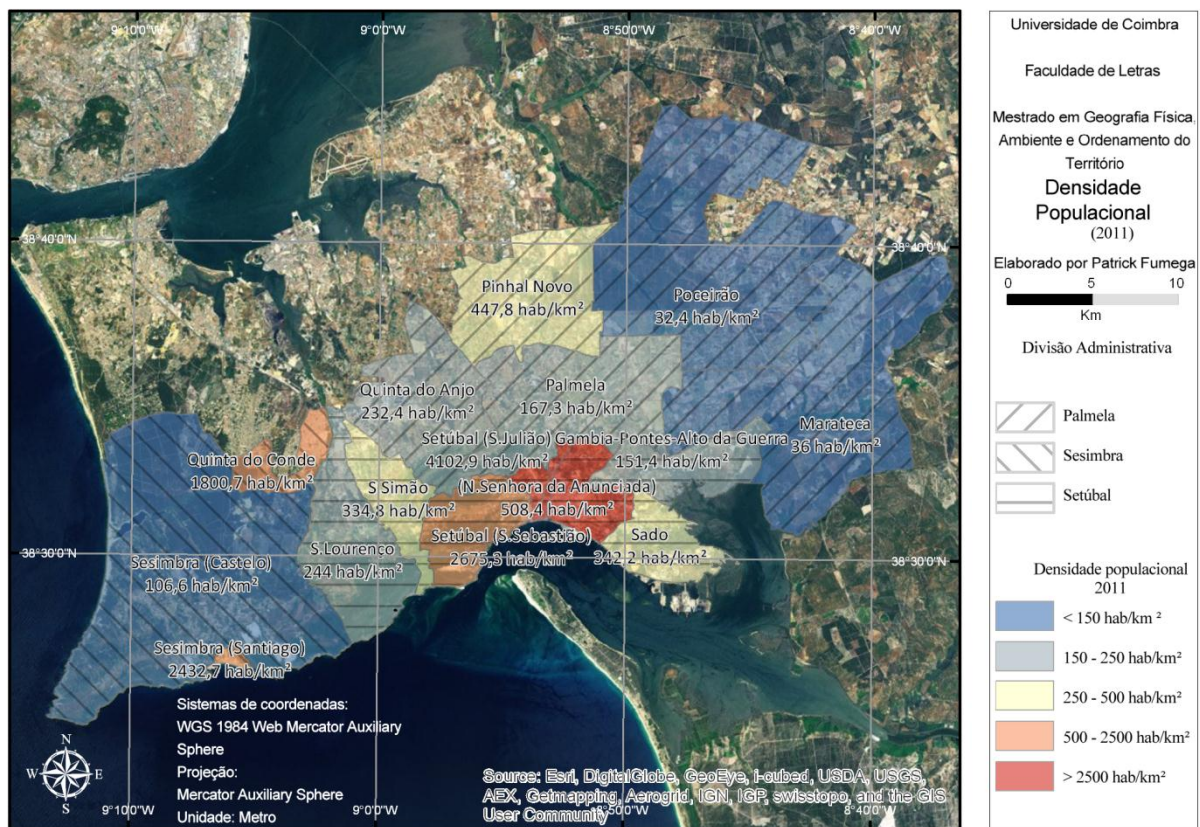 9°10'0"W
9°0'0"W
8°50'0"W
8°40'0"W
38°40'0"N
38°40'0"N
Pinhal Novo
447,8 hab/km²
Poceirão
32,4 hab/km²
Quinta do Anjo
232,4 hab/km²
Palmela
167,3 hab/km²
Marateca
36 hab/km²
Setúbal (S.Julião)
4102,9 hab/km²
Gambia-Pontes-Alto da Guerra
151,4 hab/km²
Quinta do Conde
1800,7 hab/km²
S Simão
334,8 hab/km²
(N.Senhora da Anunciada)
508,4 hab/km²
Setúbal (S.Sebastião)
2675,3 hab/km²
Sado
342,2 hab/km²
S.Lourenço
244 hab/km²
38°30'0"N
38°30'0"N
Sesimbra (Castelo)
106,6 hab/km²
Sesimbra (Santiago)
2432,7 hab/km²
Sistemas de coordenadas:
WGS 1984 Web Mercator Auxiliary
Sphere
Projeção:
Mercator Auxiliary Sphere
Unidade: Metro
N
W E
S
Source: Esri, DigitalGlobe, GeoEye, i-cubed, USDA, USGS,
AEX, Getmapping, Aerogrid, IGN, IGP, swisstopo, and the GIS
User Community
9°10'0"W
9°0'0"W
8°50'0"W
8°40'0"W
Universidade de Coimbra
Faculdade de Letras
Mestrado em Geografia Física,
Ambiente e Ordenamento do
Território
Densidade
Populacional
(2011)
Elaborado por Patrick Fumega
0 5 10
Km
Divisão Administrativa
Palmela
Sesimbra
Setúbal
Densidade populacional
2011
< 150 hab/km ²
150 - 250 hab/km²
250 - 500 hab/km²
500 - 2500 hab/km²
> 2500 hab/km²